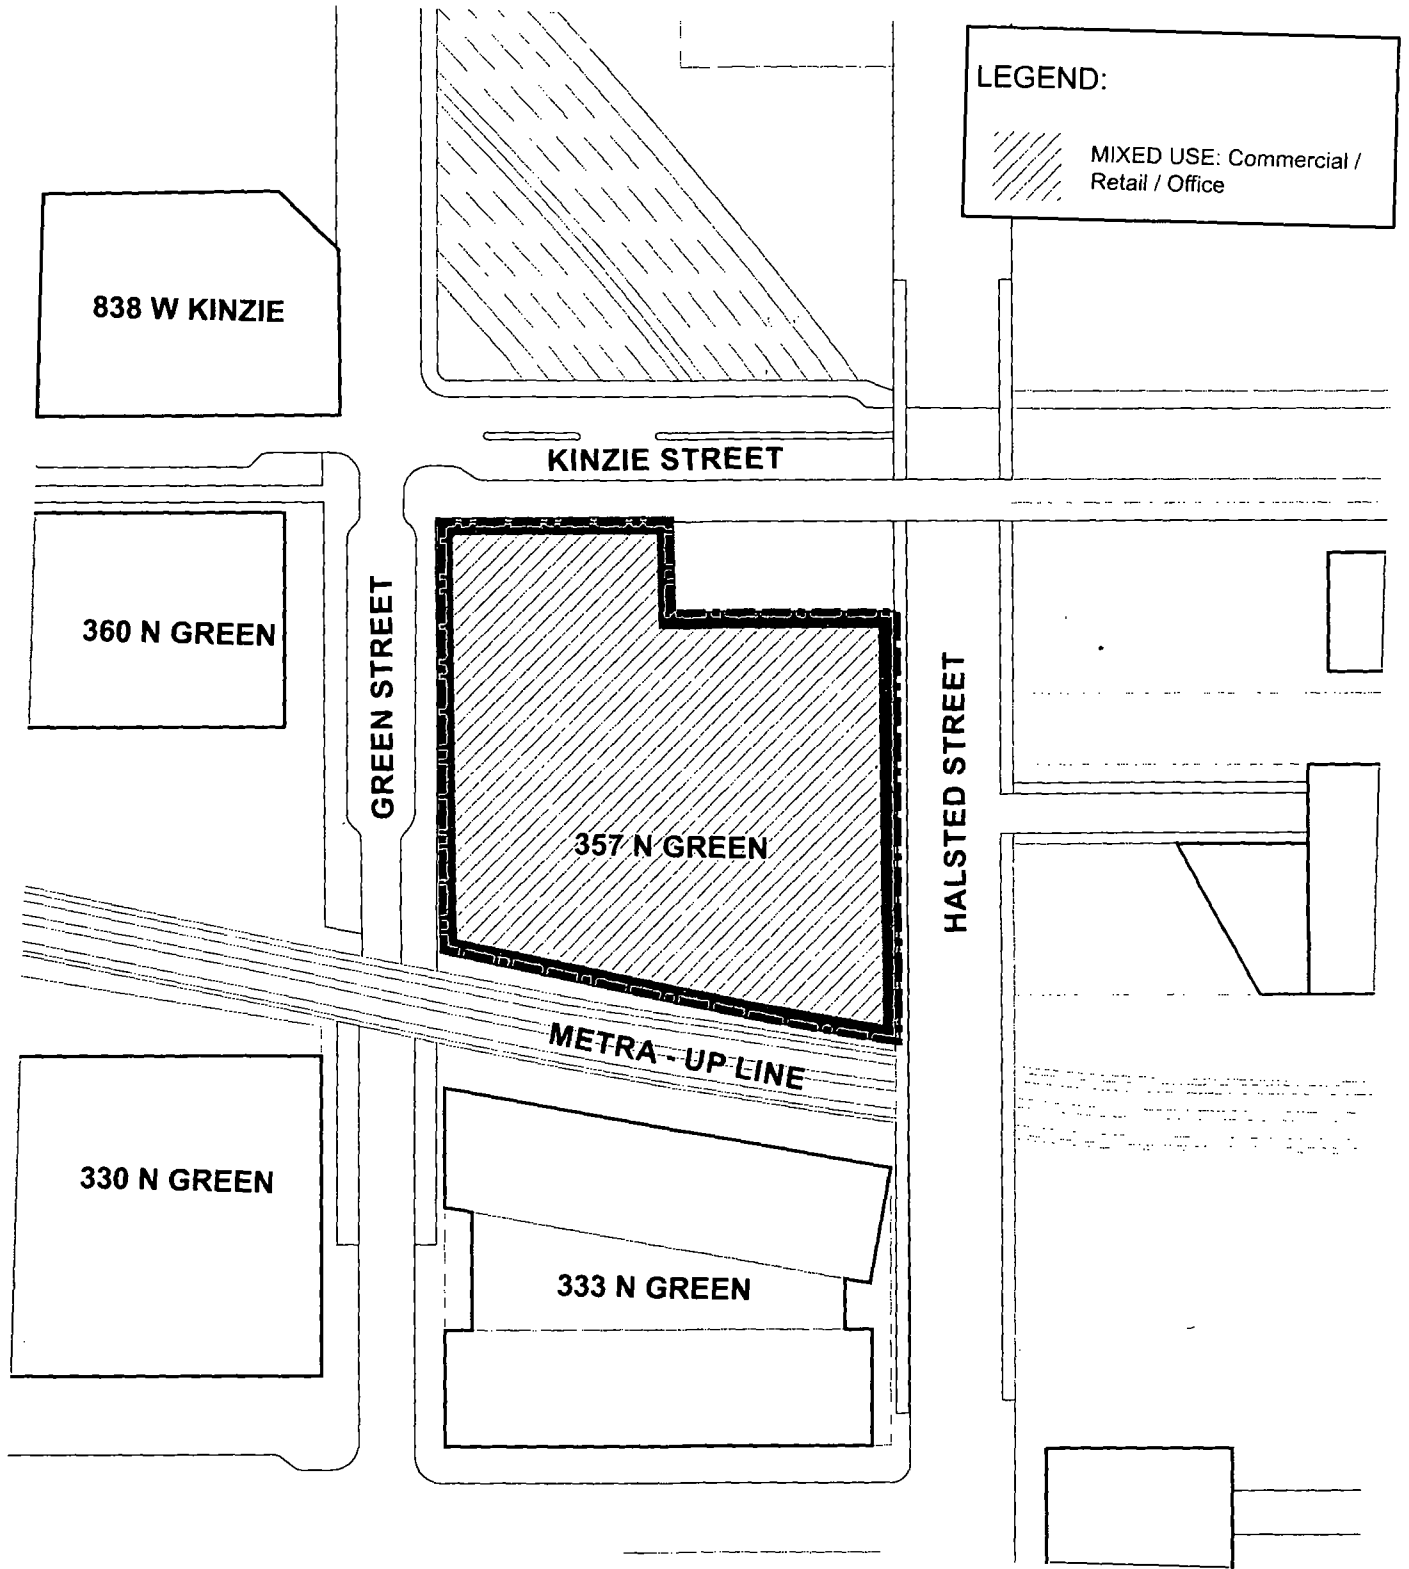 LEGEND:
MIXED USE: Commercial /
Retail / Office
838 W KINZIE
KINZIE STREET
360 N GREEN
GREEN STREET
357 N GREEN
HALSTED STREET
METRA - UP LINE
330 N GREEN
333 N GREEN